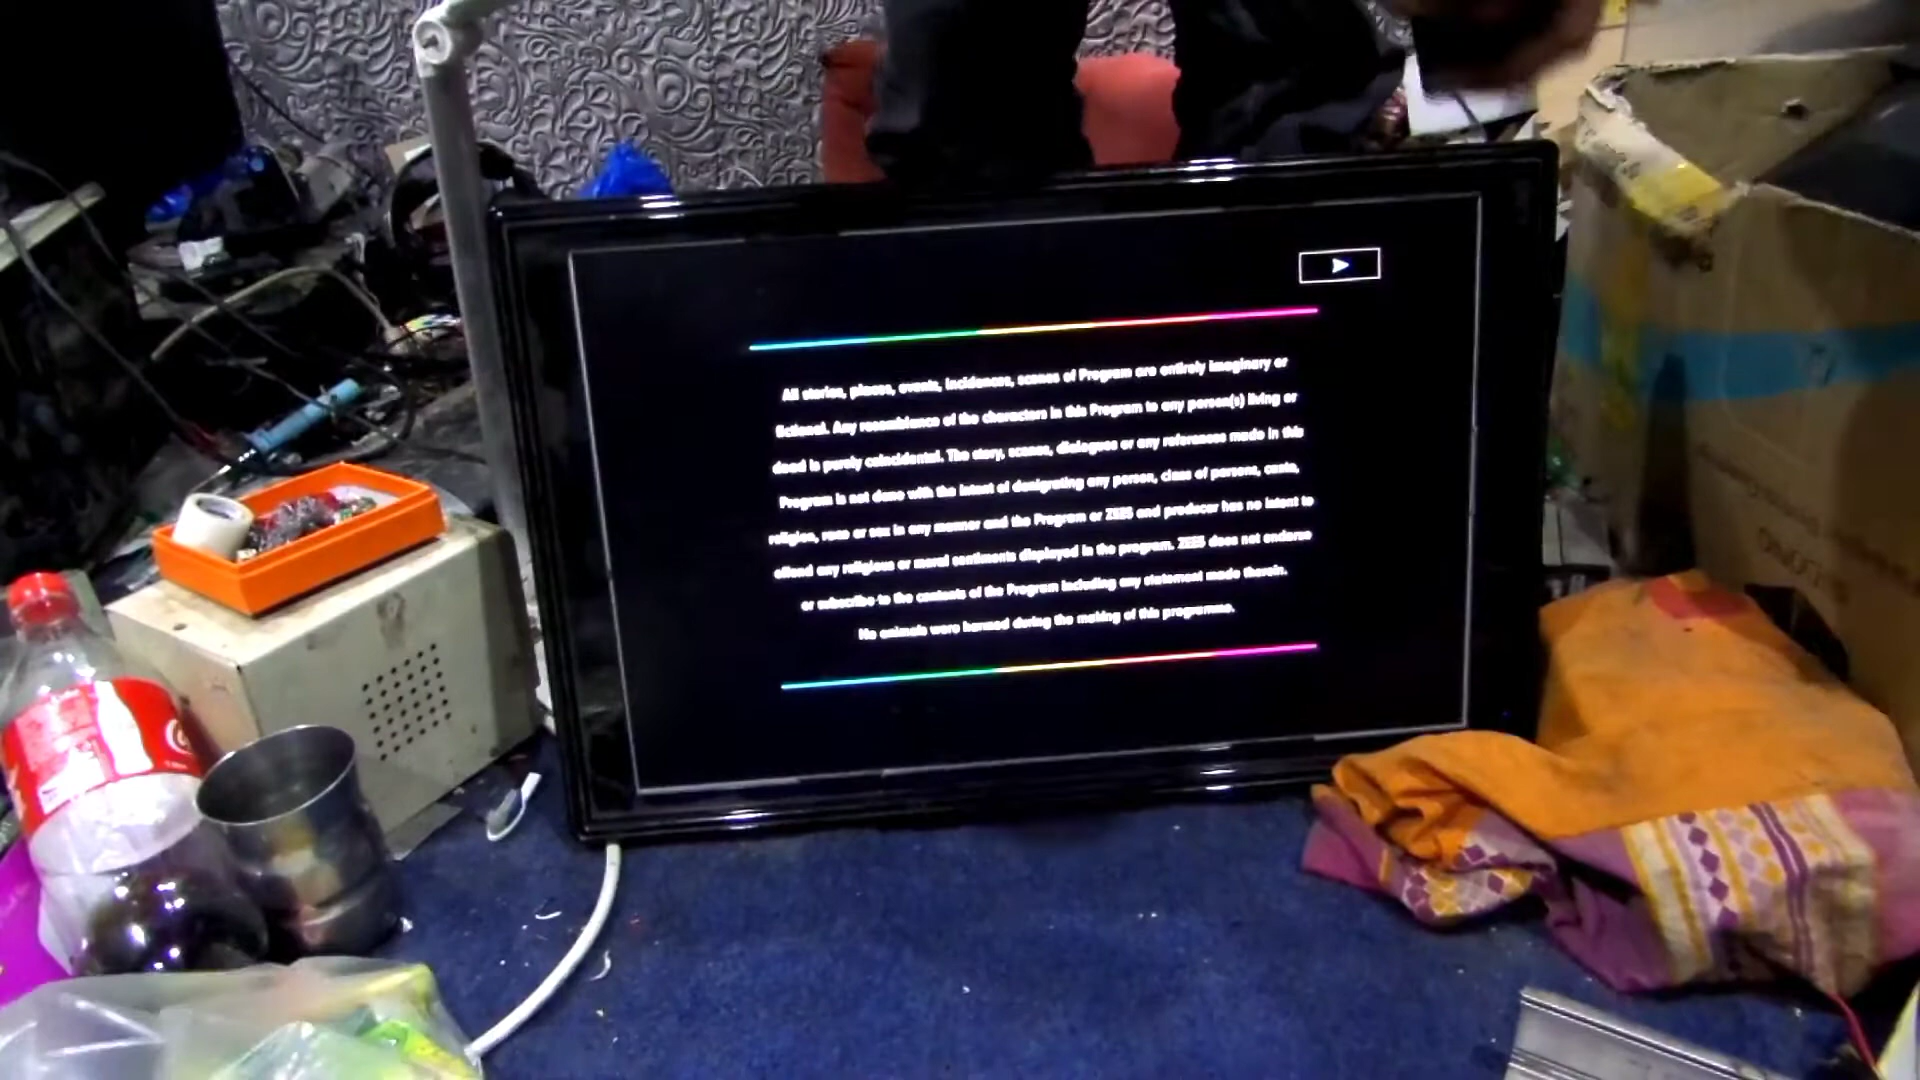 All stories, places, events, incidences, scenes of Program are entirely imaginary or
fictional. Any resemblance of the characters in this Program to any person(s) living or
dead is purely coincidental. The story, scenes, dialogues or any references made in this
Program is not done with the intent of denigrating any person, class of persons, caste,
religion, race or sex in any manner and the Program or ZEE5 and producer has no intent to
offend any religious or moral sentiments displayed in the program. ZEE5 does not endorse
or subscribe to the contents of the Program including any statement made therein.
No animals were harmed during the making of this programme.